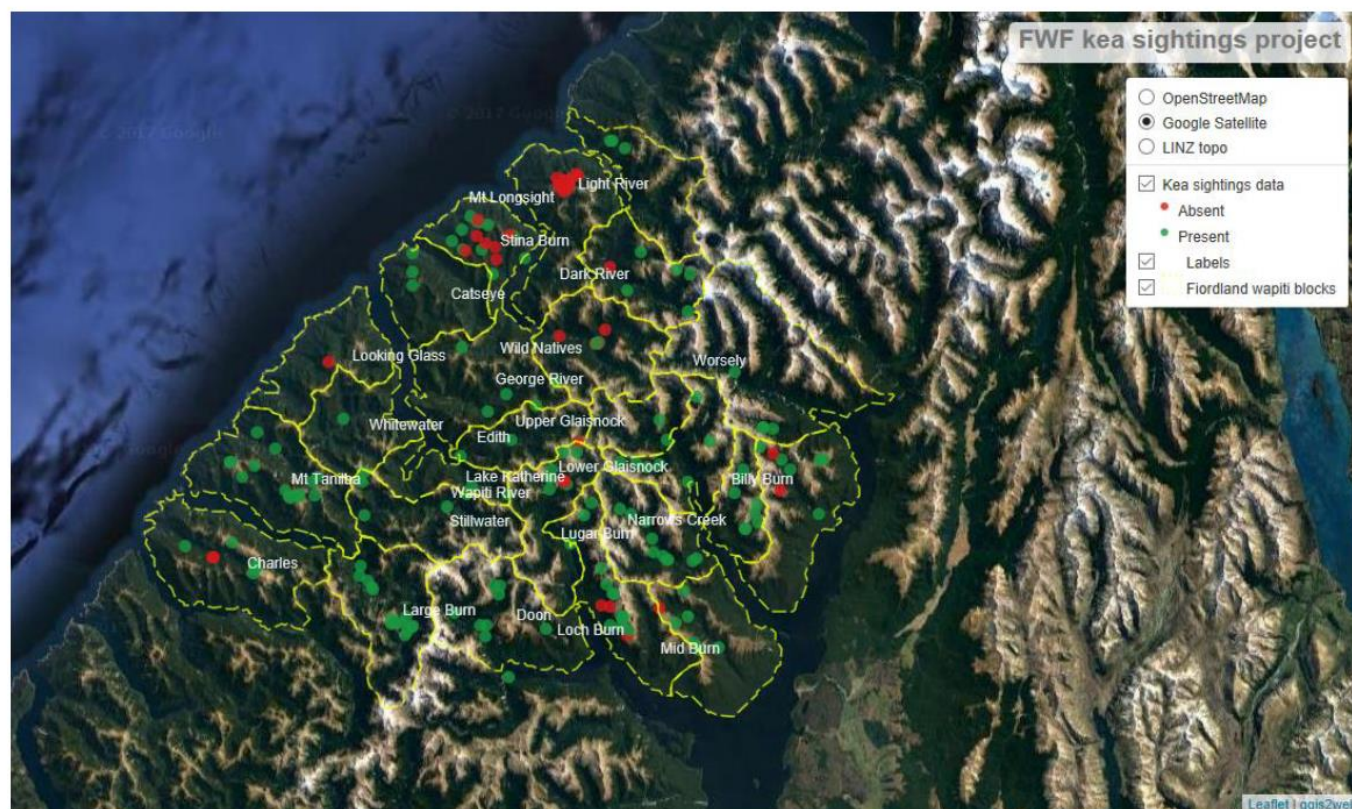 FWF kea sightings project
OpenStreetMap
Google Satellite
LINZ topo
Kea sightings data
Absent
Present
Labels
Fiordland wapiti blocks
© 2017 Google
© 2017 Google
Light River
Mt Longsight
Stina Burn
Dark River
Catseye
Looking Glass
Wild Natives
Worsely
George River
Whitewater
Upper Glaisnock
Edith
Lower Glaisnock
Lake Katherine
Billy Burn
Mt Tanilba
Wapiti River
Stillwater
Narrows Creek
Lugar Burn
Charles
Large Burn
Doon
Loch Burn
Mid Burn
Leaflet | qgis2web